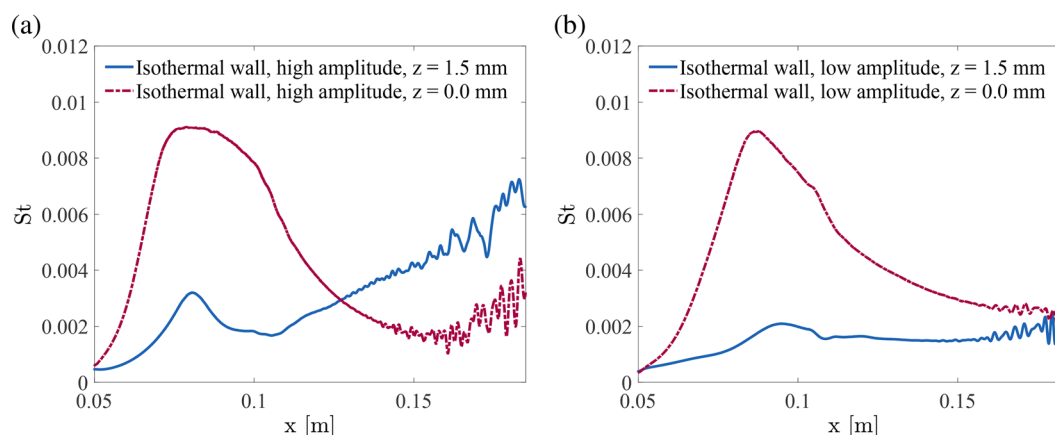 (a)
0.012
0.01
0.008
0.006
0.004
0.002
0
St
Isothermal wall, high amplitude, z = 1.5 mm
Isothermal wall, high amplitude, z = 0.0 mm
0.05
0.1
0.15
x [m]
(b)
0.012
0.01
0.008
0.006
0.004
0.002
0
St
Isothermal wall, low amplitude, z = 1.5 mm
Isothermal wall, low amplitude, z = 0.0 mm
0.05
0.1
0.15
x [m]